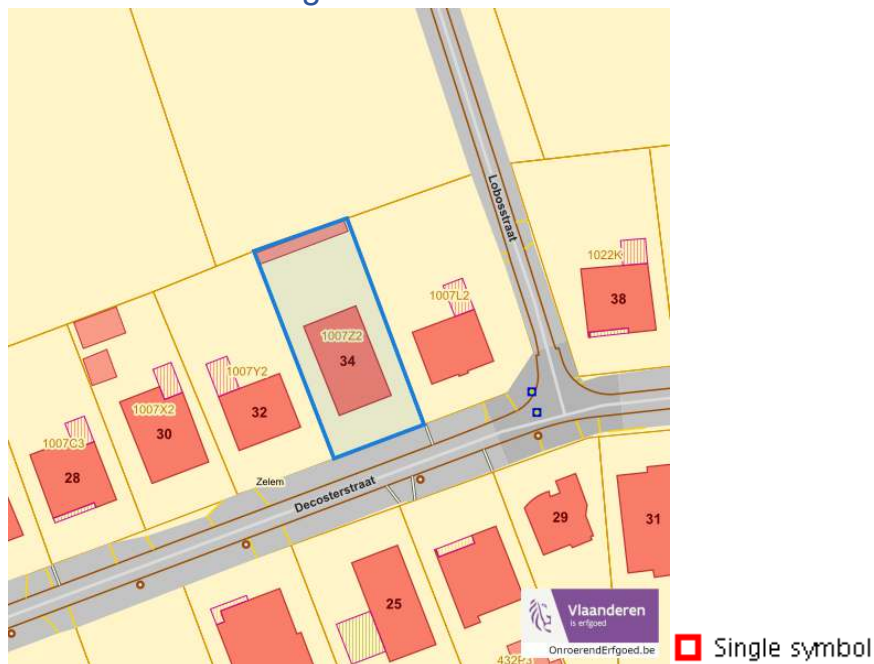 Lobosstraat
1022K
38
1007L2
1007Z2
34
1007Y2
32
1007X2
30
1007C3
28
Zelem
Decosterstraat
29
31
25
Vlaanderen
is erfgoed
OnroerendErfgoed.be
Single symbol